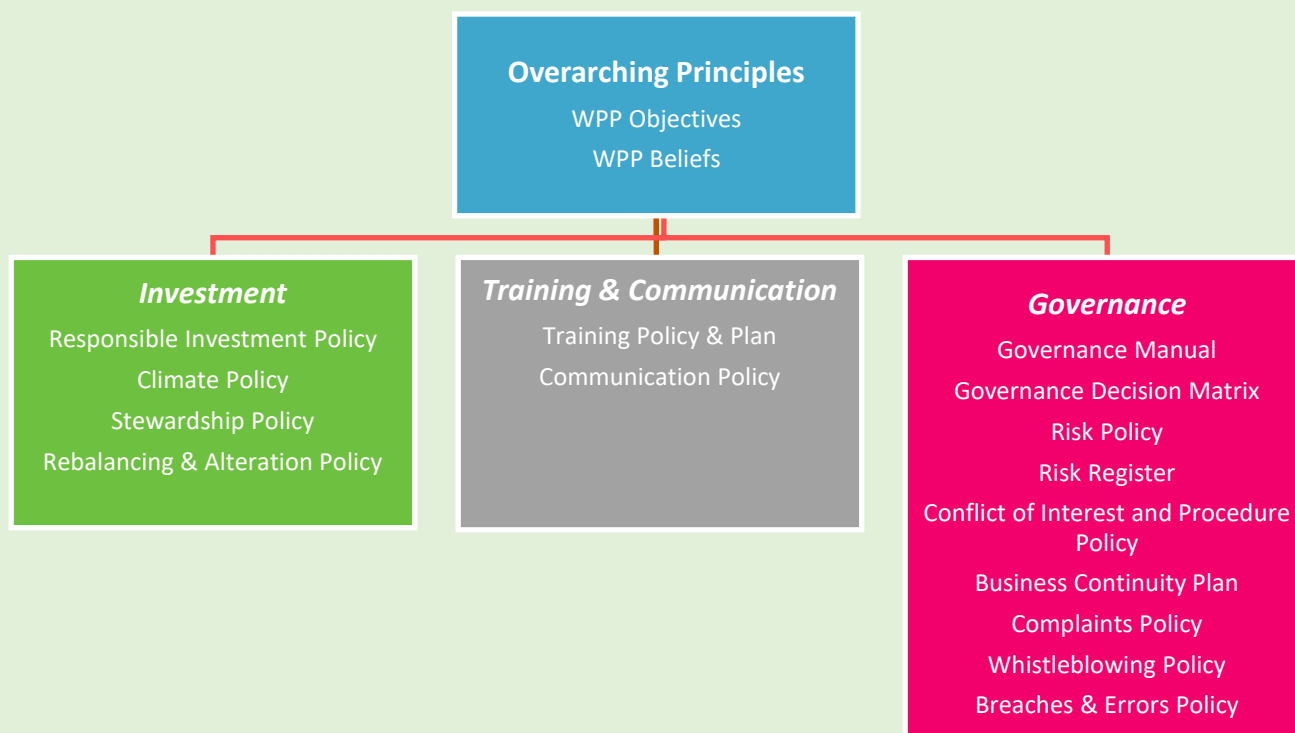 Overarching Principles
WPP Objectives
WPP Beliefs
Investment
Responsible Investment Policy
Climate Policy
Stewardship Policy
Rebalancing & Alteration Policy
Training & Communication
Training Policy & Plan
Communication Policy
Governance
Governance Manual
Governance Decision Matrix
Risk Policy
Risk Register
Conflict of Interest and Procedure
Policy
Business Continuity Plan
Complaints Policy
Whistleblowing Policy
Breaches & Errors Policy